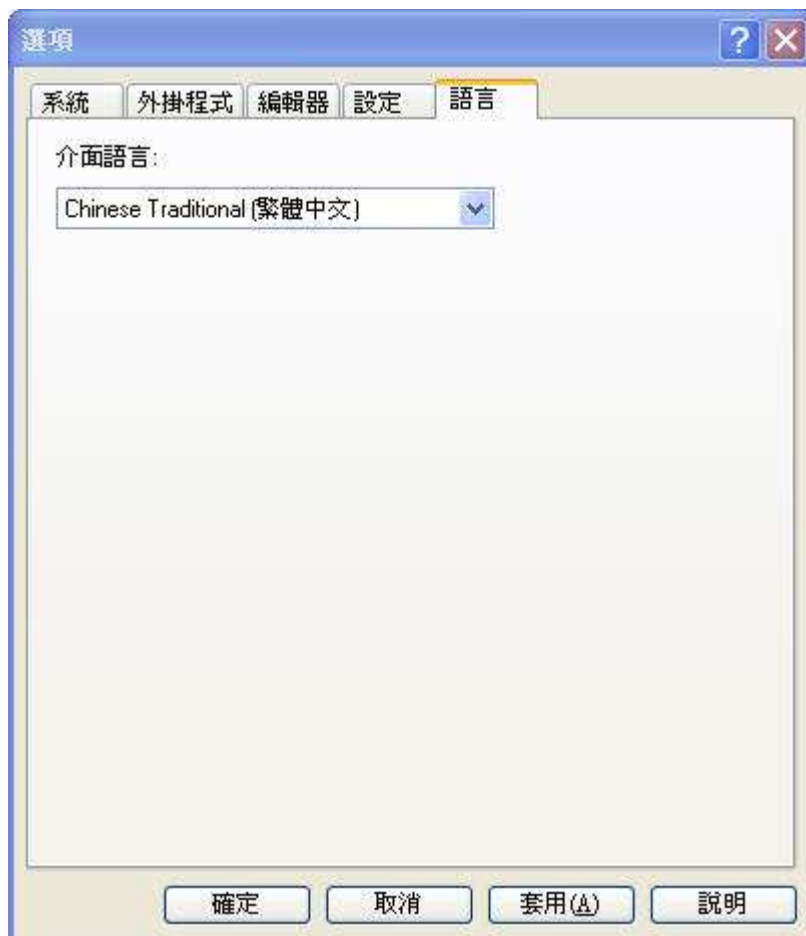 選項
系統 外掛程式 編輯器 設定 語言
介面語言:
Chinese Traditional (繁體中文)
確定 取消 套用(A) 說明